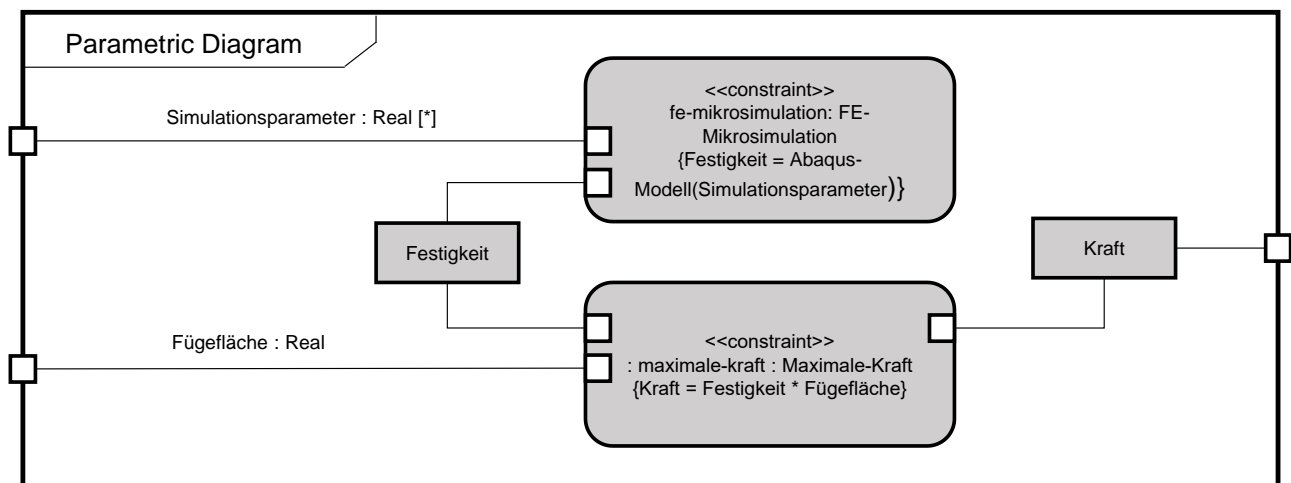 Parametric Diagram
<<constraint>>
fe-mikrosimulation: FE-
Mikrosimulation
{Festigkeit = Abaqus-
Modell(Simulationsparameter)}
Simulationsparameter : Real [*]
Festigkeit
Kraft
Fügefläche : Real
<<constraint>>
: maximale-kraft : Maximale-Kraft
{Kraft = Festigkeit * Fügefläche}